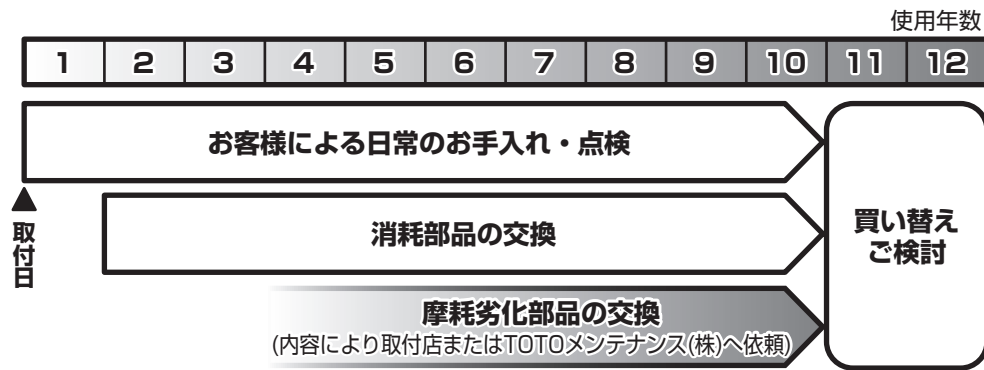 使用年数
1 2 3 4 5 6 7 8 9 10 11 12
お客様による日常のお手入れ・点検
取付日
消耗部品の交換
買い替え
ご検討
摩耗劣化部品の交換
(内容により取付店またはTOTOメンテナンス(株)へ依頼)